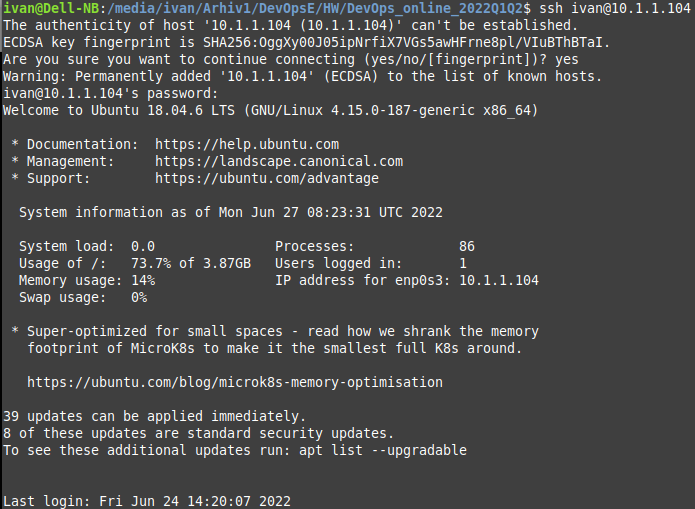 ivan@Dell-NB:/media/ivan/Arhiv1/DevOpsE/HW/DevOps_online_2022Q1Q2$ ssh ivan@10.1.1.104
The authenticity of host '10.1.1.104 (10.1.1.104)' can't be established.
ECDSA key fingerprint is SHA256:OggXy00J05ipNrfiX7VGs5awHFrne8pl/VIuBThBTaI.
Are you sure you want to continue connecting (yes/no/[fingerprint])? yes
Warning: Permanently added '10.1.1.104' (ECDSA) to the list of known hosts.
ivan@10.1.1.104's password:
Welcome to Ubuntu 18.04.6 LTS (GNU/Linux 4.15.0-187-generic x86_64)

 * Documentation:  https://help.ubuntu.com
 * Management:     https://landscape.canonical.com
 * Support:        https://ubuntu.com/advantage

  System information as of Mon Jun 27 08:23:31 UTC 2022

  System load:  0.0               Processes:             86
  Usage of /:   73.7% of 3.87GB   Users logged in:       1
  Memory usage: 14%               IP address for enp0s3: 10.1.1.104
  Swap usage:   0%

 * Super-optimized for small spaces - read how we shrank the memory
   footprint of MicroK8s to make it the smallest full K8s around.

   https://ubuntu.com/blog/microk8s-memory-optimisation

39 updates can be applied immediately.
8 of these updates are standard security updates.
To see these additional updates run: apt list --upgradable

Last login: Fri Jun 24 14:20:07 2022